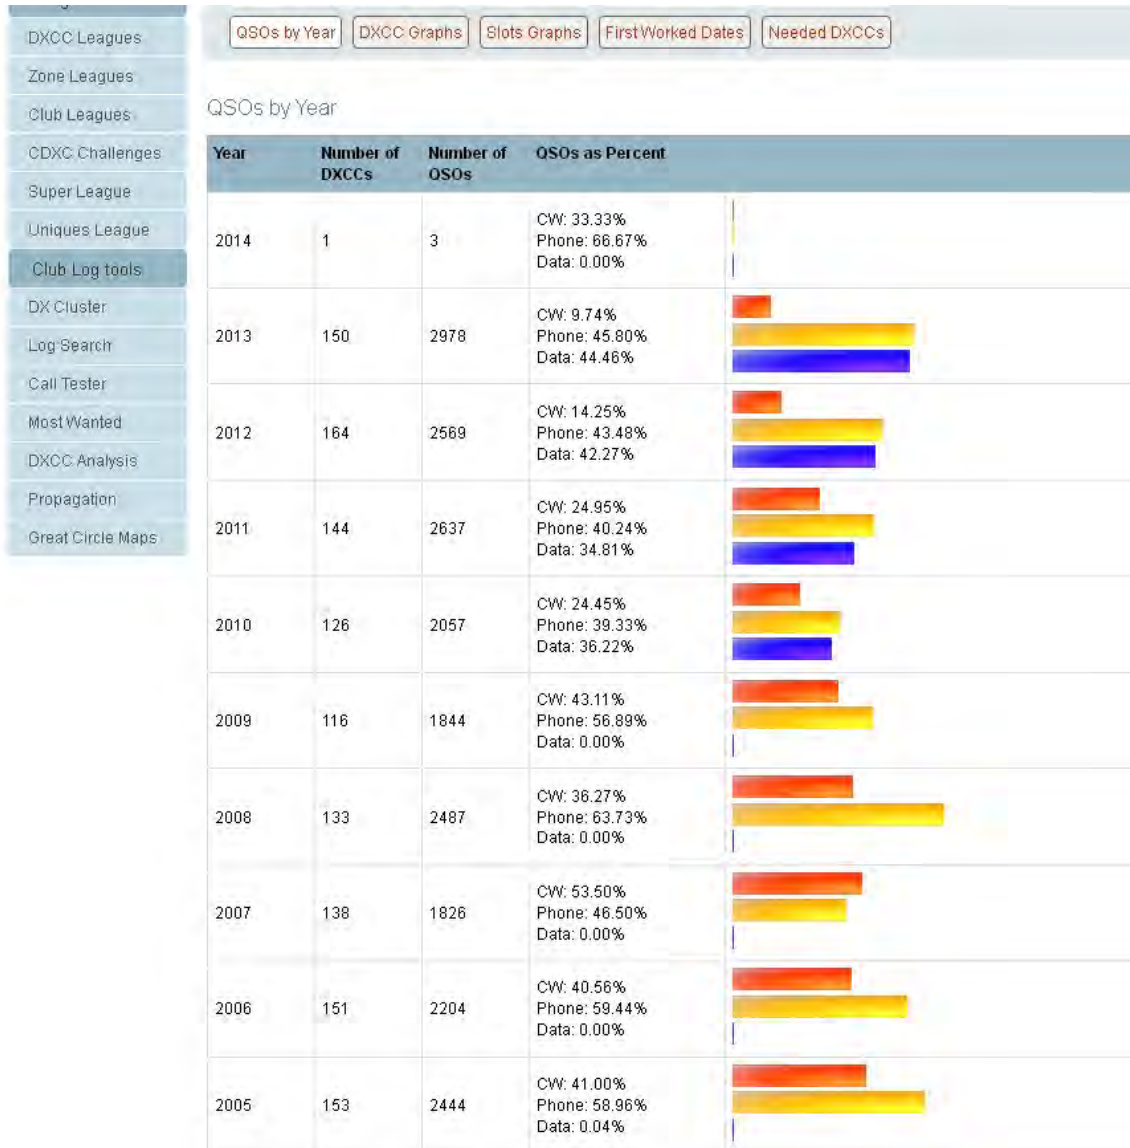 DXCC Leagues
Zone Leagues
Club Leagues
CDXC Challenges
Super League
Uniques League
Club Log tools
DX Cluster
Log Search
Call Tester
Most Wanted
DXCC Analysis
Propagation
Great Circle Maps
QSOs by Year DXCC Graphs Slots Graphs First Worked Dates Needed DXCCs
QSOs by Year
Year Number of DXCCs Number of QSOs QSOs as Percent
2014 1 3 CW: 33.33%
Phone: 66.67%
Data: 0.00%
2013 150 2978 CW: 9.74%
Phone: 45.80%
Data: 44.46%
2012 164 2569 CW: 14.25%
Phone: 43.48%
Data: 42.27%
2011 144 2637 CW: 24.95%
Phone: 40.24%
Data: 34.81%
2010 126 2057 CW: 24.45%
Phone: 39.33%
Data: 36.22%
2009 116 1844 CW: 43.11%
Phone: 56.89%
Data: 0.00%
2008 133 2487 CW: 36.27%
Phone: 63.73%
Data: 0.00%
2007 138 1826 CW: 53.50%
Phone: 46.50%
Data: 0.00%
2006 151 2204 CW: 40.56%
Phone: 59.44%
Data: 0.00%
2005 153 2444 CW: 41.00%
Phone: 58.96%
Data: 0.04%